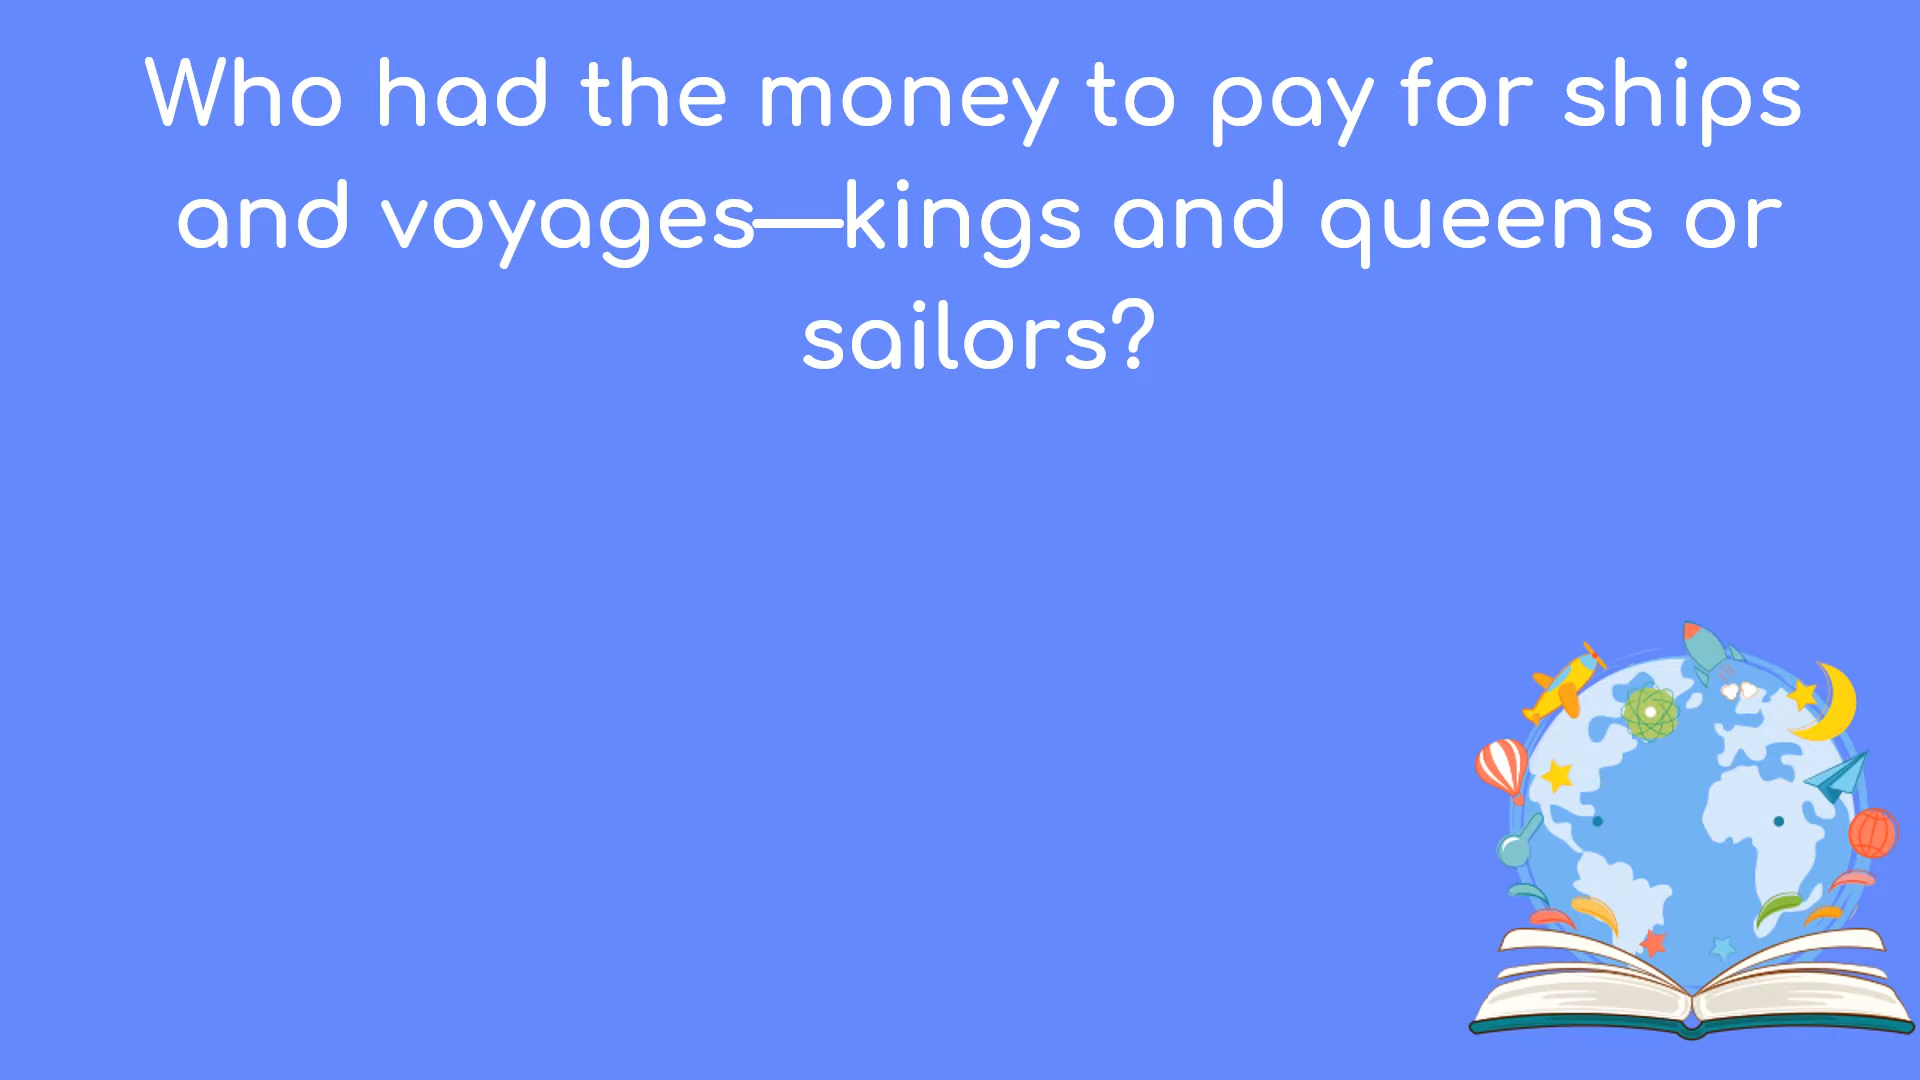 Who had the money to pay for ships
and voyages—kings and queens or
sailors?